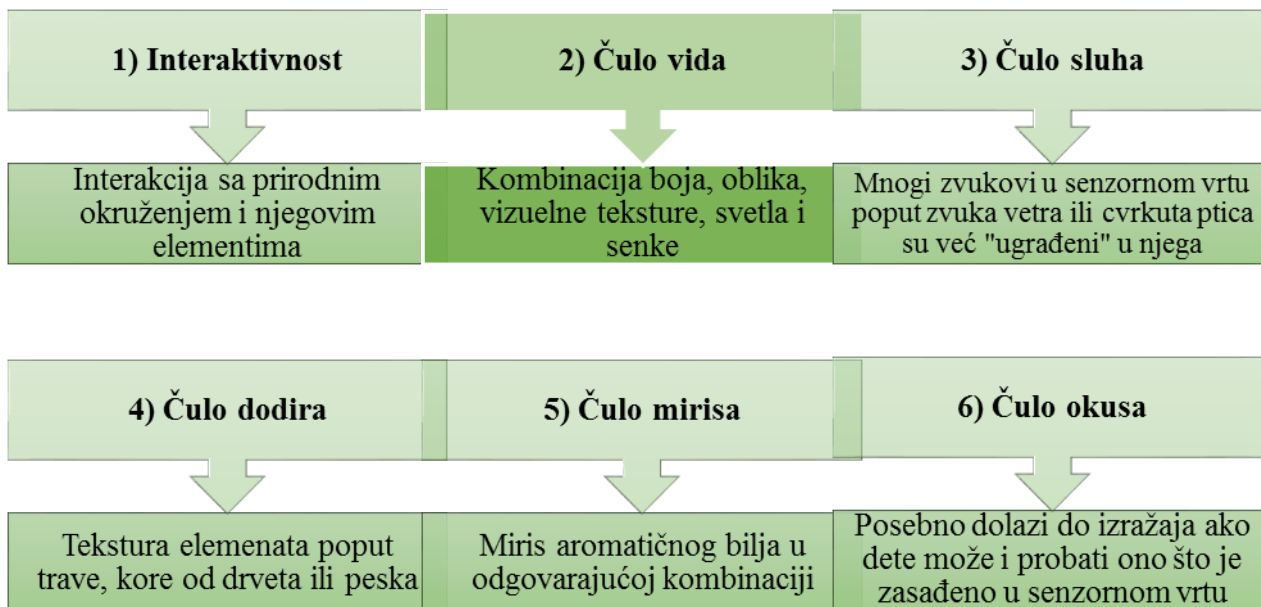 1) Interaktivnost
Interakcija sa prirodnim
okruženjem i njegovim
elementima
2) Čulo vida
Kombinacija boja, oblika,
vizuelne teksture, svetla i
senke
3) Čulo sluha
Mnogi zvukovi u senzornom vrtu
poput zvuka vetra ili cvrkuta ptica
su već "ugrađeni" u njega
4) Čulo dodira
Tekstura elemenata poput
trave, kore od drveta ili peska
5) Čulo mirisa
Miris aromatičnog bilja u
odgovarajućoj kombinaciji
6) Čulo okusa
Posebno dolazi do izražaja ako
dete može i probati ono što je
zasađeno u senzornom vrtu